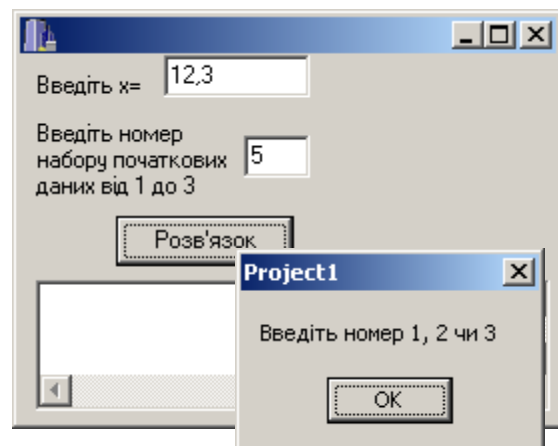 Введіть x=
12,3
Введіть номер
набору початкових
даних від 1 до 3
5
Розв'язок
Project1
Введіть номер 1, 2 чи 3
OK